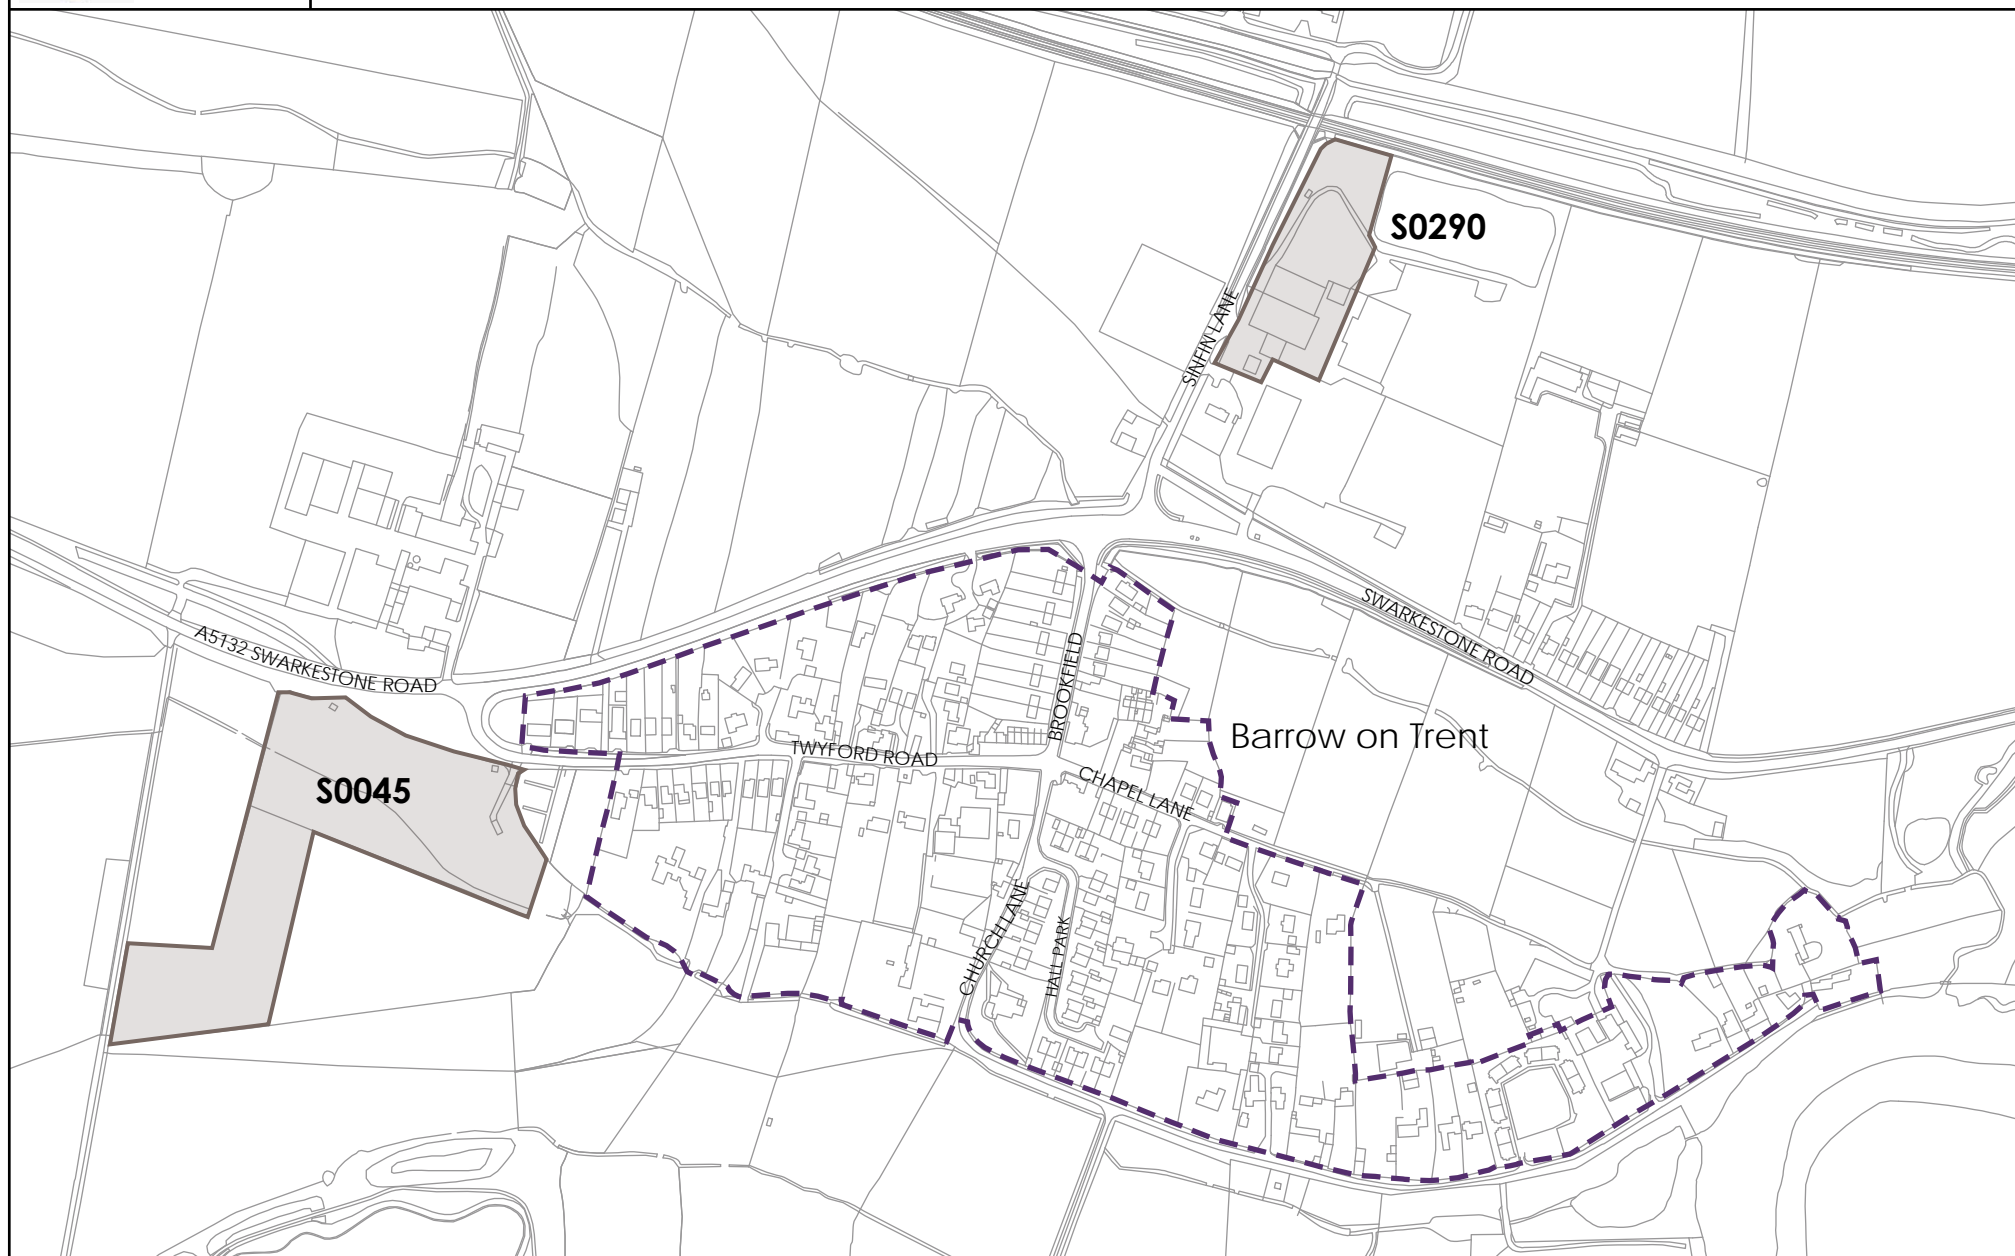 S0290
SINFIN LANE
SWARKESTONE ROAD
A5132 SWARKESTONE ROAD
BROOKFIELD
Barrow on Trent
TWYFORD ROAD
S0045
CHAPEL LANE
CHURCH LANE
HALL PARK